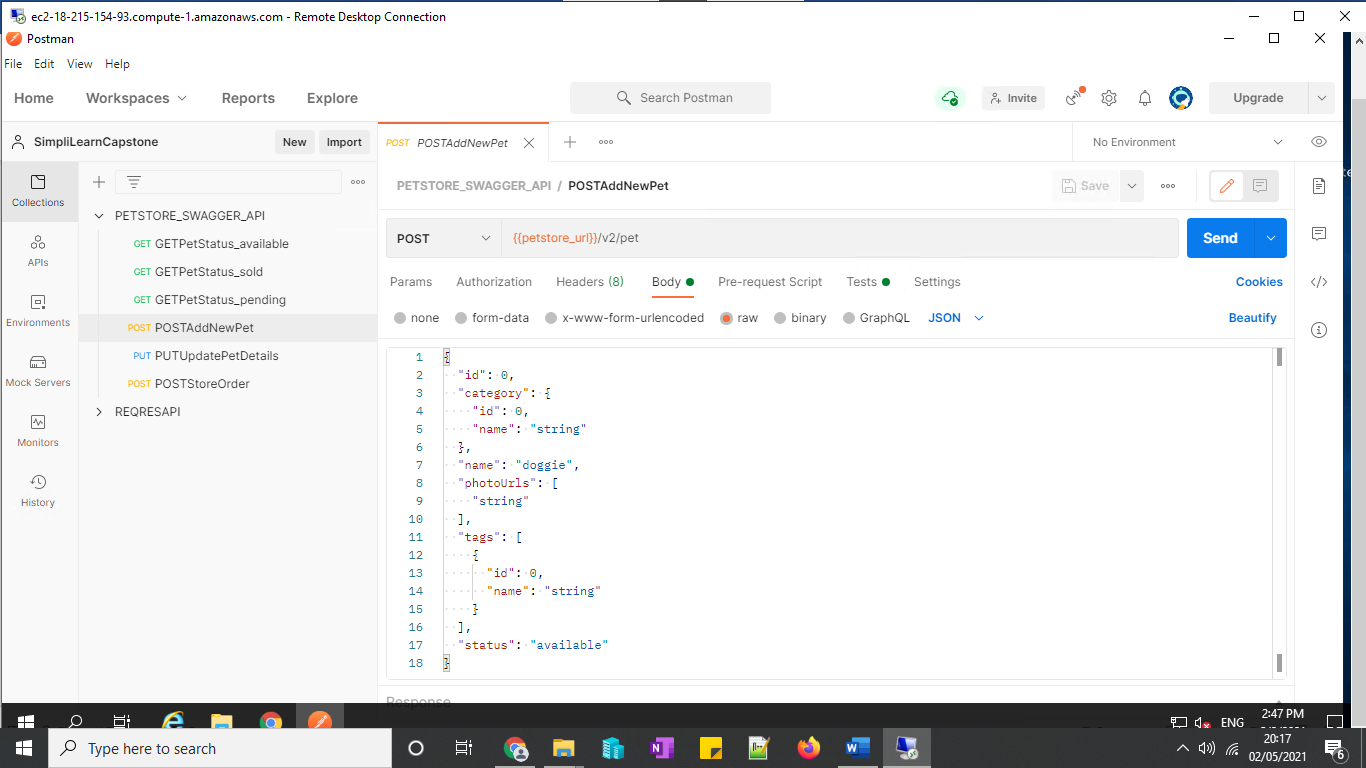 ec2-18-215-154-93.compute-1.amazonaws.com - Remote Desktop Connection
Postman
File Edit View Help
Home Workspaces Reports Explore Search Postman Invite Upgrade
SimpliLearnCapstone New Import POST POSTAddNewPet No Environment
Collections
APIs
Environments
Mock Servers
Monitors
History
PETSTORE_SWAGGER_API
GET GETPetStatus_available
GET GETPetStatus_sold
GET GETPetStatus_pending
POST POSTAddNewPet
PUT PUTUpdatePetDetails
POST POSTStoreOrder
REQRESAPI
PETSTORE_SWAGGER_API / POSTAddNewPet Save
POST {{petstore_url}}/v2/pet Send
Params Authorization Headers (8) Body Pre-request Script Tests Settings Cookies
none form-data x-www-form-urlencoded raw binary GraphQL JSON Beautify
1 {
2 "id": 0,
3 "category": {
4 "id": 0,
5 "name": "string"
6 },
7 "name": "doggie",
8 "photoUrls": [
9 "string"
10 ],
11 "tags": [
12 {
13 "id": 0,
14 "name": "string"
15 }
16 ],
17 "status": "available"
18 }
Response
ENG 2:47 PM
Type here to search
20:17
02/05/2021
6